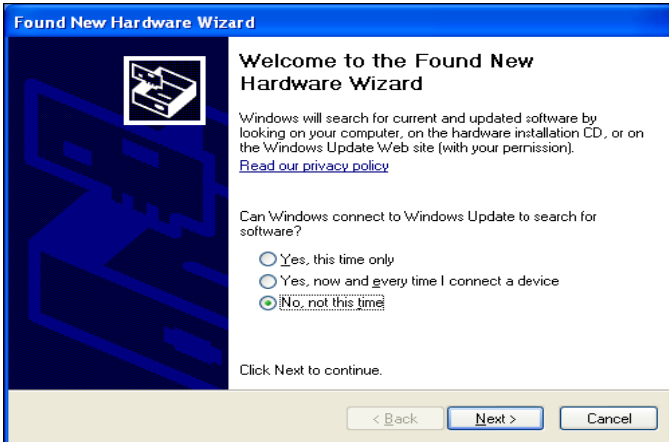 Found New Hardware Wizard
Welcome to the Found New
Hardware Wizard
Windows will search for current and updated software by
looking on your computer, on the hardware installation CD, or on
the Windows Update Web site (with your permission).
Read our privacy policy
Can Windows connect to Windows Update to search for
software?
Yes, this time only
Yes, now and every time I connect a device
No, not this time
Click Next to continue.
< Back Next > Cancel